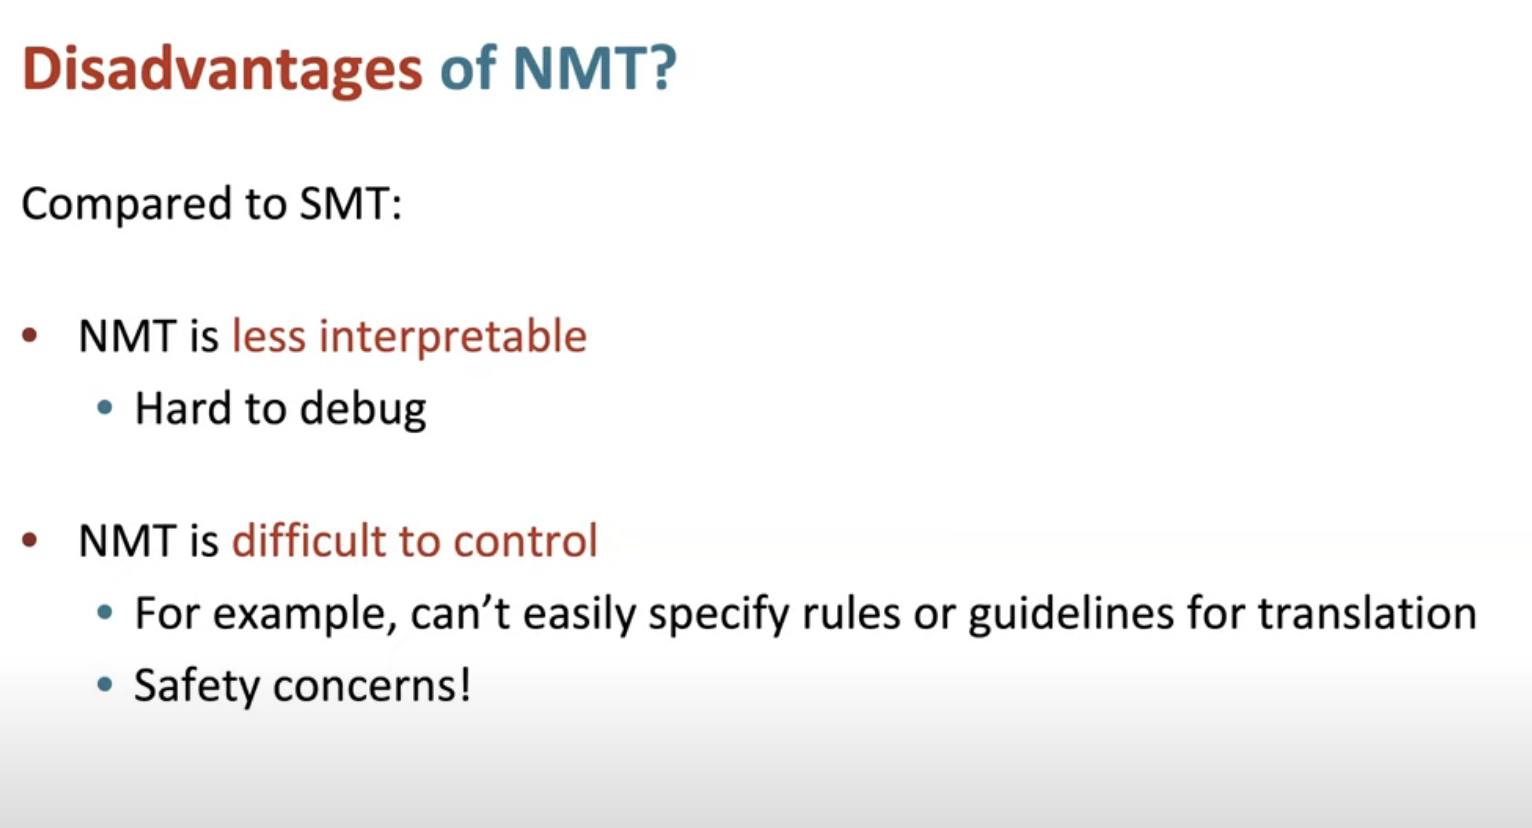 Disadvantages of NMT?
Compared to SMT:
• NMT is less interpretable
• Hard to debug
• NMT is difficult to control
• For example, can’t easily specify rules or guidelines for translation
• Safety concerns!